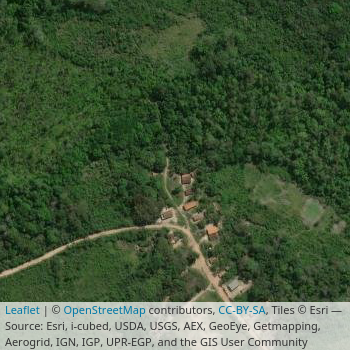 Leaflet | © OpenStreetMap contributors, CC-BY-SA, Tiles © Esri —
Source: Esri, i-cubed, USDA, USGS, AEX, GeoEye, Getmapping,
Aerogrid, IGN, IGP, UPR-EGP, and the GIS User Community